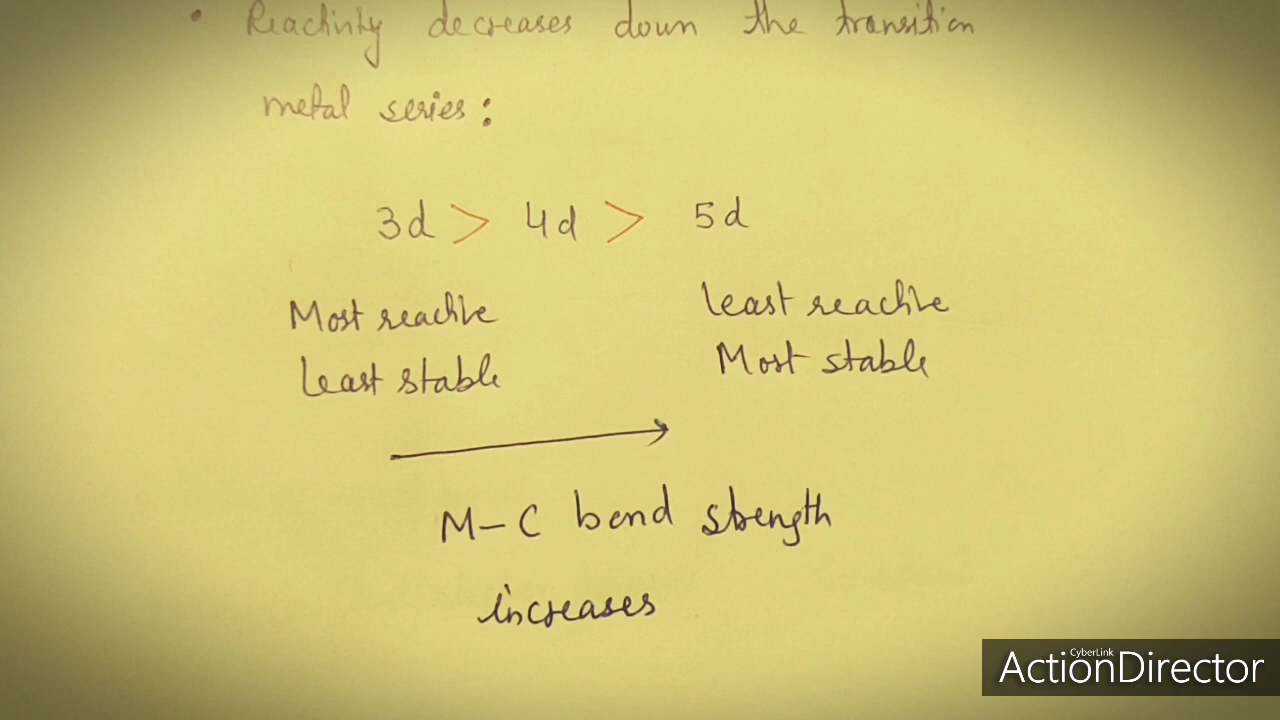 • Reactivity decreases down the transition
metal series:
3d > 4d > 5d
Most reactive
Least reactive
Least stable
Most stable
M-C bond strength
increases
CyberLink
ActionDirector